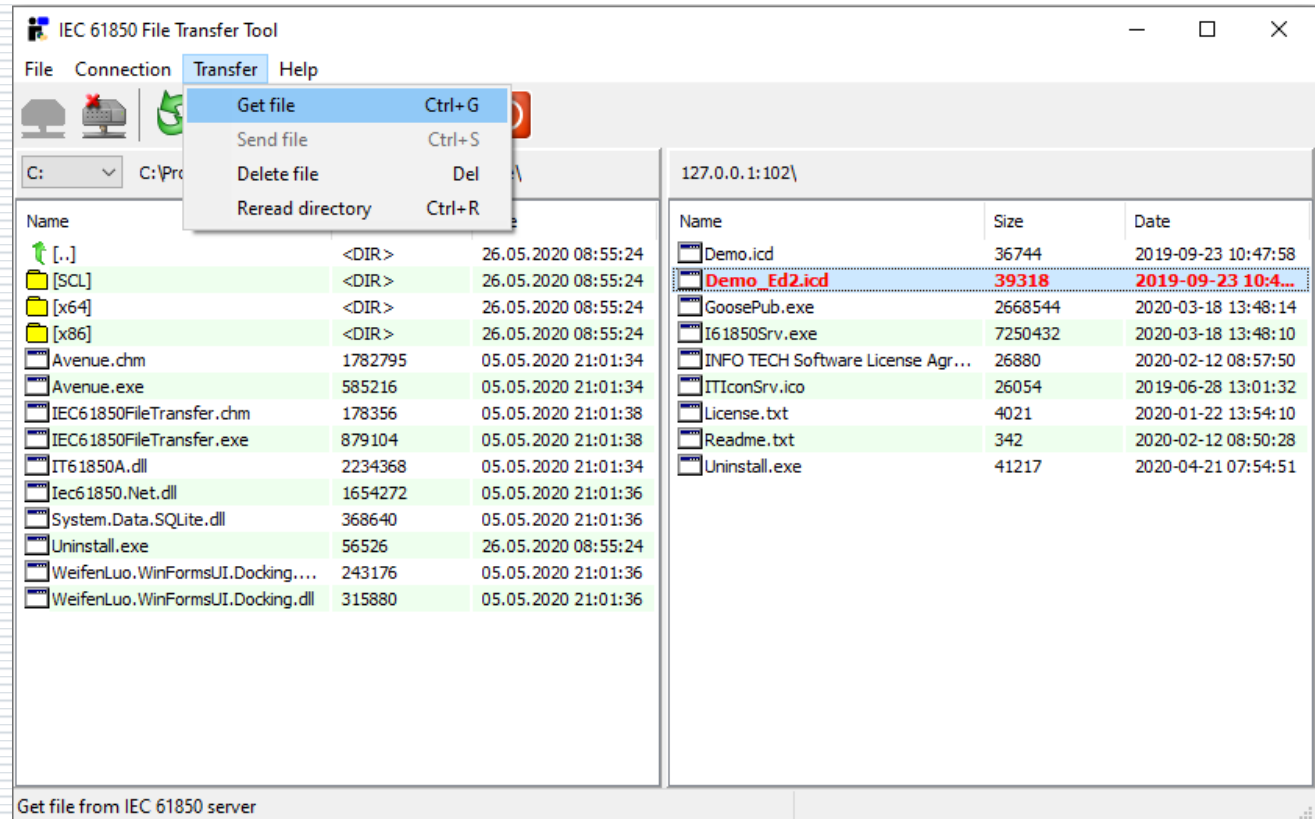 IEC 61850 File Transfer Tool
File Connection Transfer Help
Get file Ctrl+G
Send file Ctrl+S
Delete file Del
Reread directory Ctrl+R
C: C:\Pro
127.0.0.1:102\
Name
[..] <DIR> 26.05.2020 08:55:24
[SCL] <DIR> 26.05.2020 08:55:24
[x64] <DIR> 26.05.2020 08:55:24
[x86] <DIR> 26.05.2020 08:55:24
Avenue.chm 1782795 05.05.2020 21:01:34
Avenue.exe 585216 05.05.2020 21:01:34
IEC61850FileTransfer.chm 178356 05.05.2020 21:01:38
IEC61850FileTransfer.exe 879104 05.05.2020 21:01:38
IT61850A.dll 2234368 05.05.2020 21:01:34
Iec61850.Net.dll 1654272 05.05.2020 21:01:36
System.Data.SQLite.dll 368640 05.05.2020 21:01:36
Uninstall.exe 56526 26.05.2020 08:55:24
WeifenLuo.WinFormsUI.Docking.... 243176 05.05.2020 21:01:36
WeifenLuo.WinFormsUI.Docking.dll 315880 05.05.2020 21:01:36
Name Size Date
Demo.icd 36744 2019-09-23 10:47:58
Demo_Ed2.icd 39318 2019-09-23 10:4...
GoosePub.exe 2668544 2020-03-18 13:48:14
I61850Srv.exe 7250432 2020-03-18 13:48:10
INFO TECH Software License Agr... 26880 2020-02-12 08:57:50
ITIconSrv.ico 26054 2019-06-28 13:01:32
License.txt 4021 2020-01-22 13:54:10
Readme.txt 342 2020-02-12 08:50:28
Uninstall.exe 41217 2020-04-21 07:54:51
Get file from IEC 61850 server